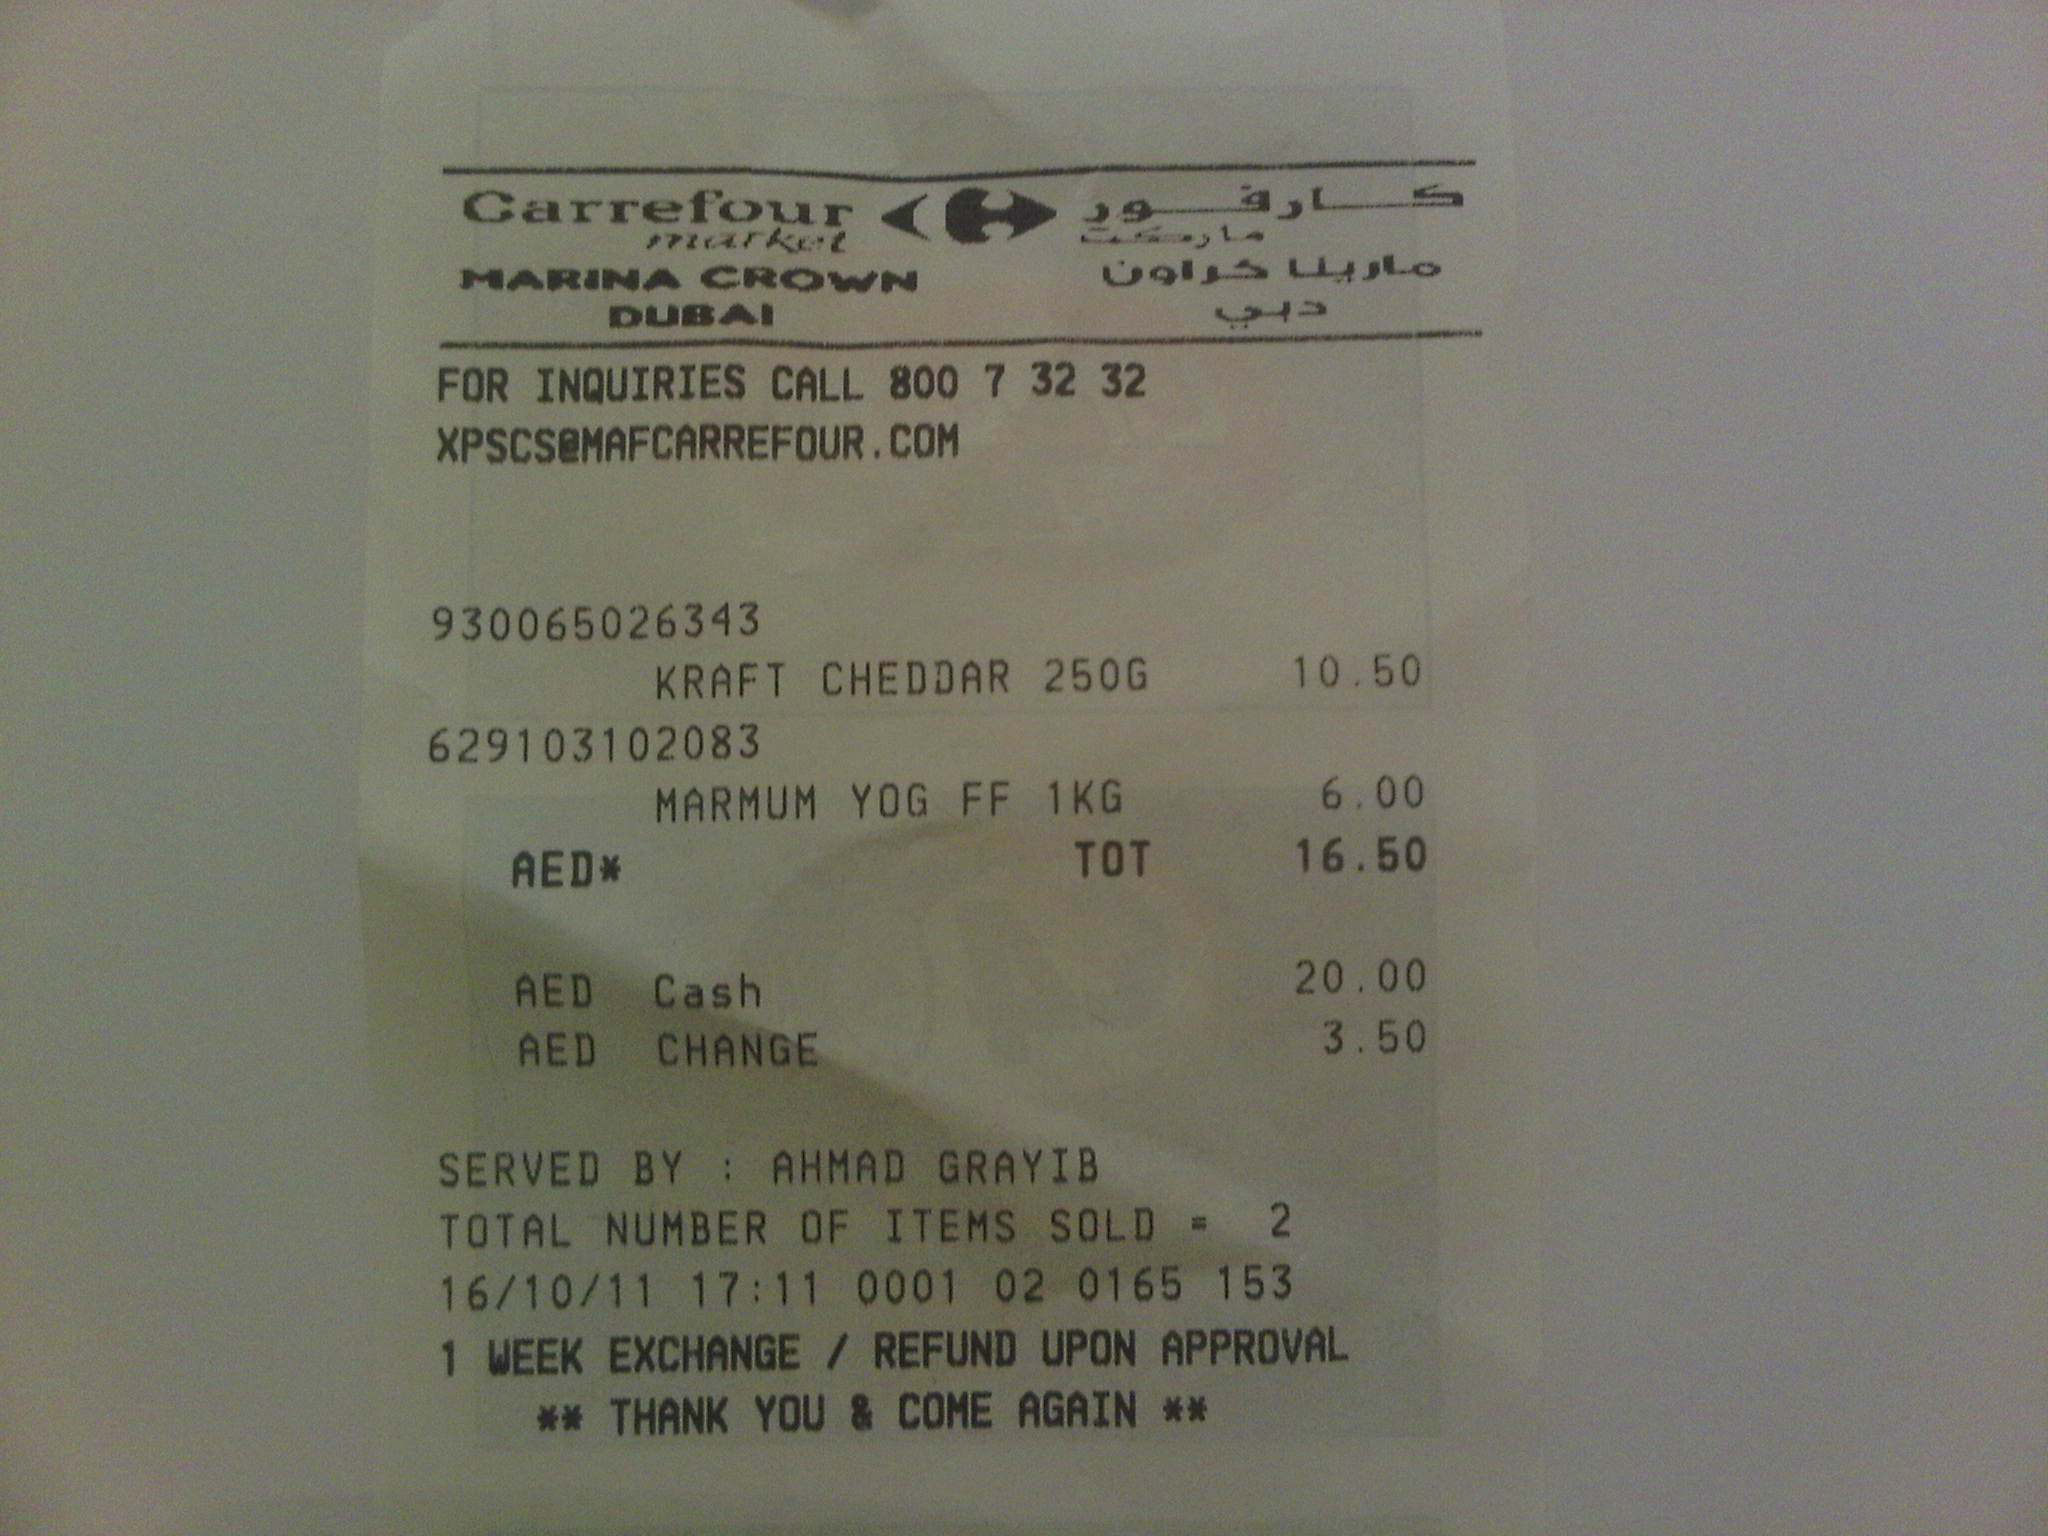 Carrefour كارفور
market ماركت
MARINA CROWN مارينا كراون
DUBAI دبي
FOR INQUIRIES CALL 800 7 32 32
XPSCS@MAFCARREFOUR.COM
930065026343
KRAFT CHEDDAR 250G 10.50
629103102083
MARMUM YOG FF 1KG 6.00
AED* TOT 16.50
AED Cash 20.00
AED CHANGE 3.50
SERVED BY : AHMAD GRAYIB
TOTAL NUMBER OF ITEMS SOLD = 2
16/10/11 17:11 0001 02 0165 153
1 WEEK EXCHANGE / REFUND UPON APPROVAL
** THANK YOU & COME AGAIN **